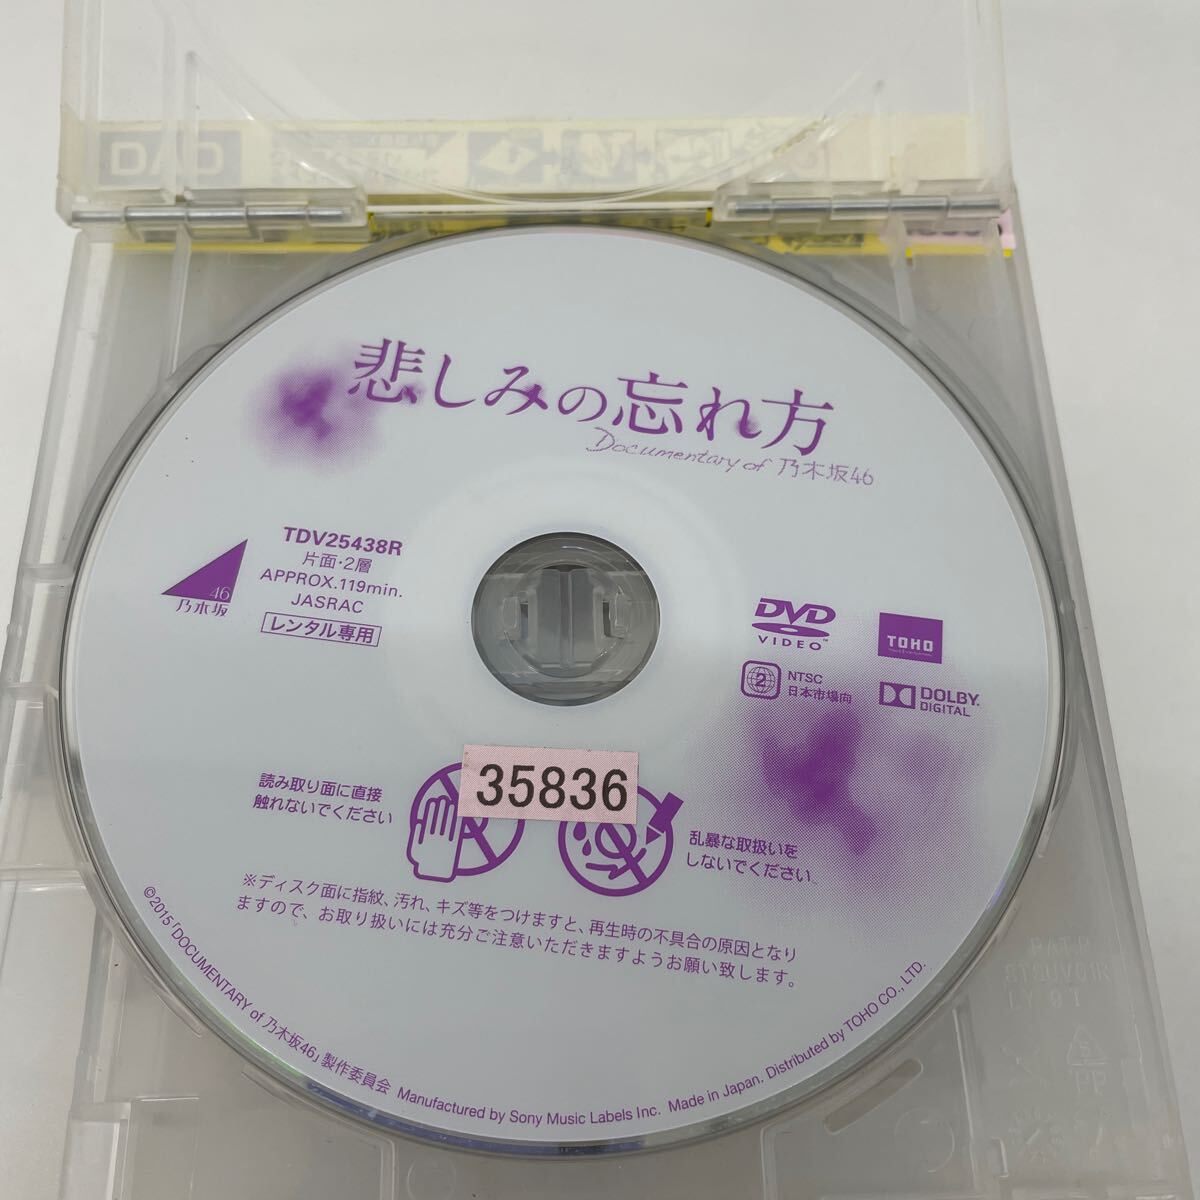 悲しみの忘れ方
Documentary of 乃木坂46
TDV25438R
片面・2層
APPROX.119min.
JASRAC
レンタル専用
46
乃木坂
DVD
VIDEO™
TOHO
2
NTSC
日本市場向
DOLBY
DIGITAL
35836
読み取り面に直接
触れないでください
乱暴な取扱いを
しないでください。
※ディスク面に指紋、汚れ、キズ等をつけますと、再生時の不具合の原因となり
ますので、お取り扱いには充分ご注意いただきますようお願い致します。
©2015「DOCUMENTARY of 乃木坂46」製作委員会 Manufactured by Sony Music Labels Inc. Made in Japan. Distributed by TOHO CO., LTD.